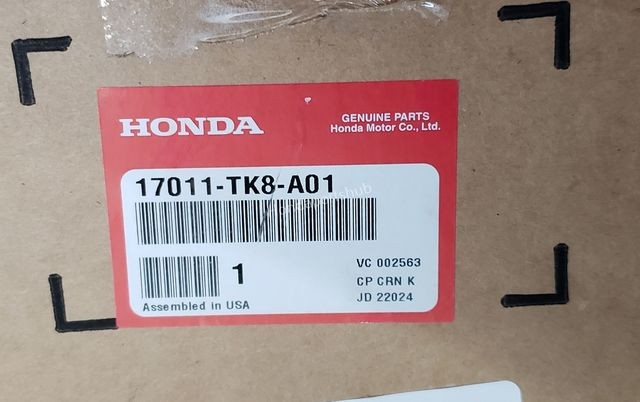 HONDA
GENUINE PARTS
Honda Motor Co., Ltd.
17011-TK8-A01
1
VC 002563
CP CRN K
JD 22024
Assembled in USA